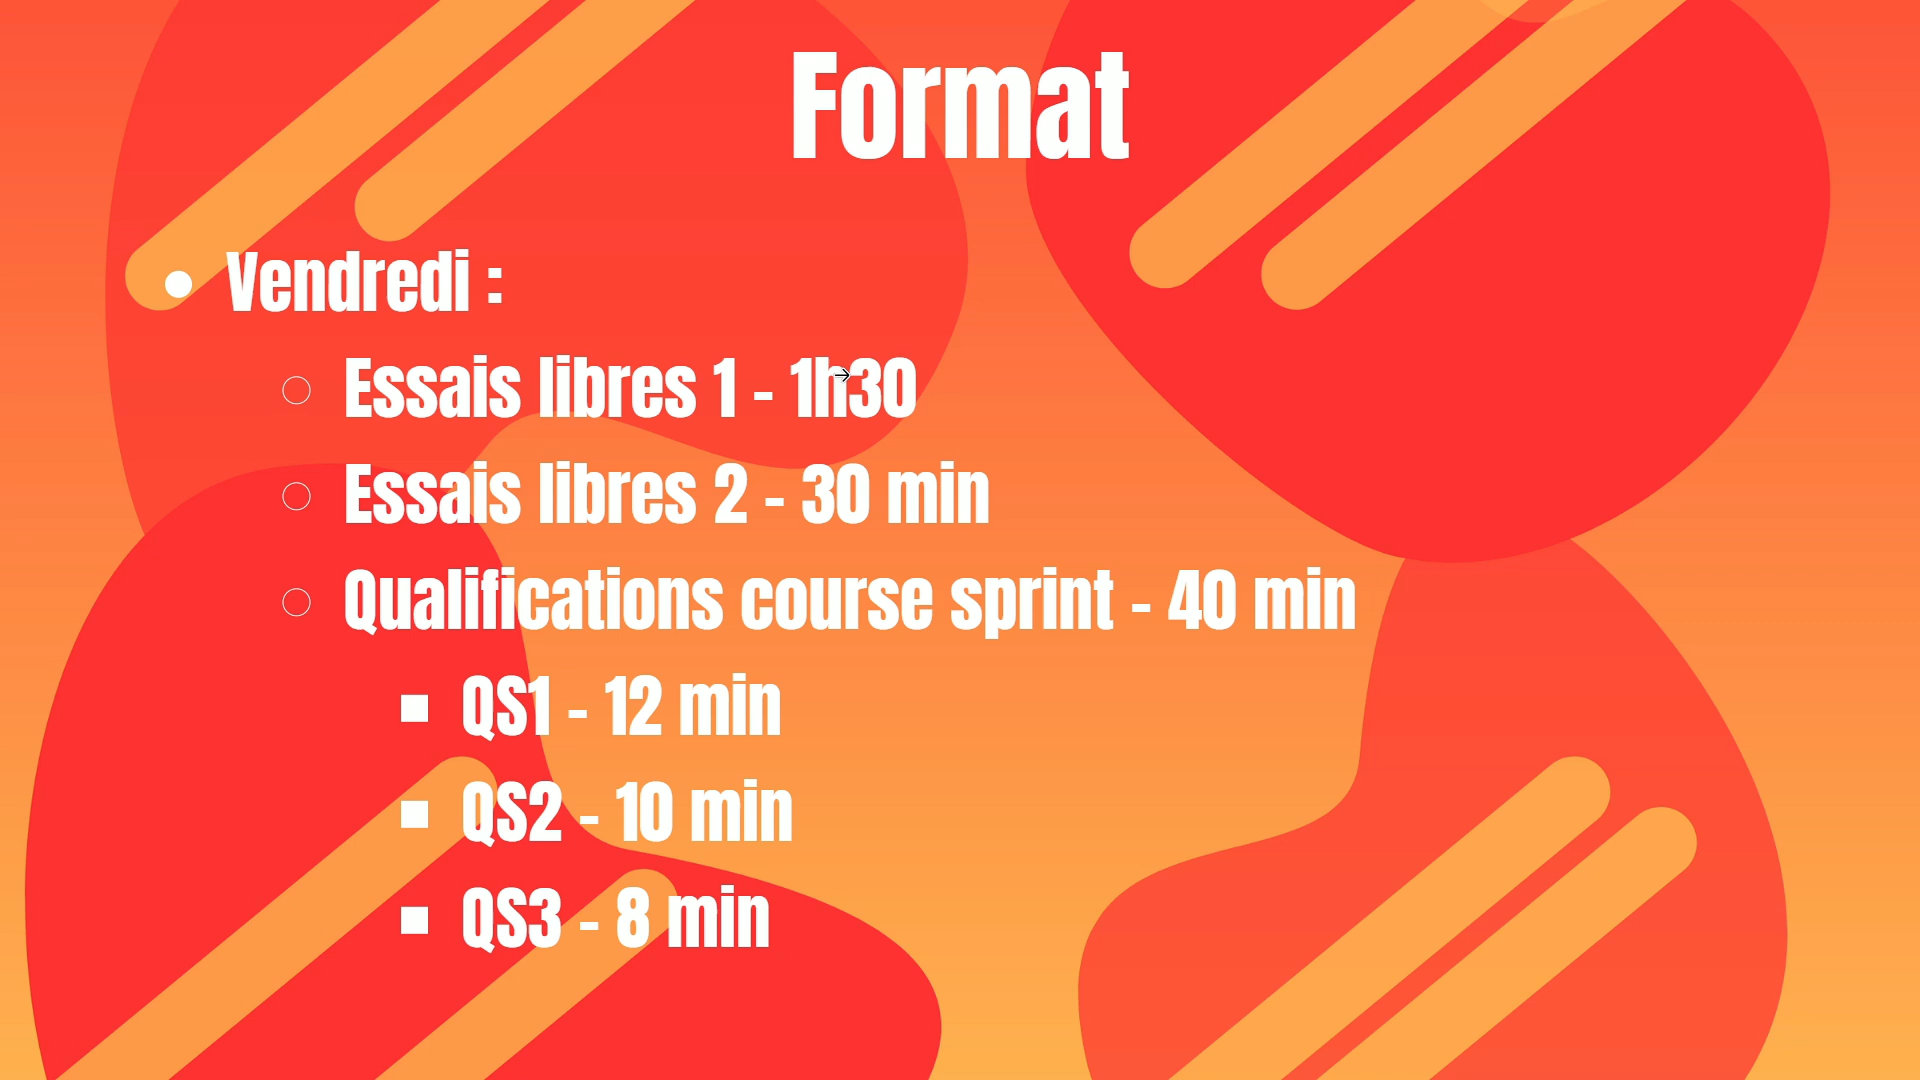 Format
Vendredi :
Essais libres 1 - 1h30
Essais libres 2 - 30 min
Qualifications course sprint - 40 min
QS1 - 12 min
QS2 - 10 min
QS3 - 8 min